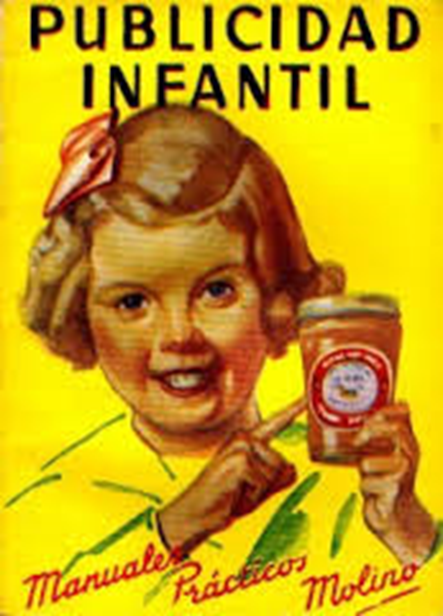 PUBLICIDAD
INFANTIL
Manuales Prácticos Molino